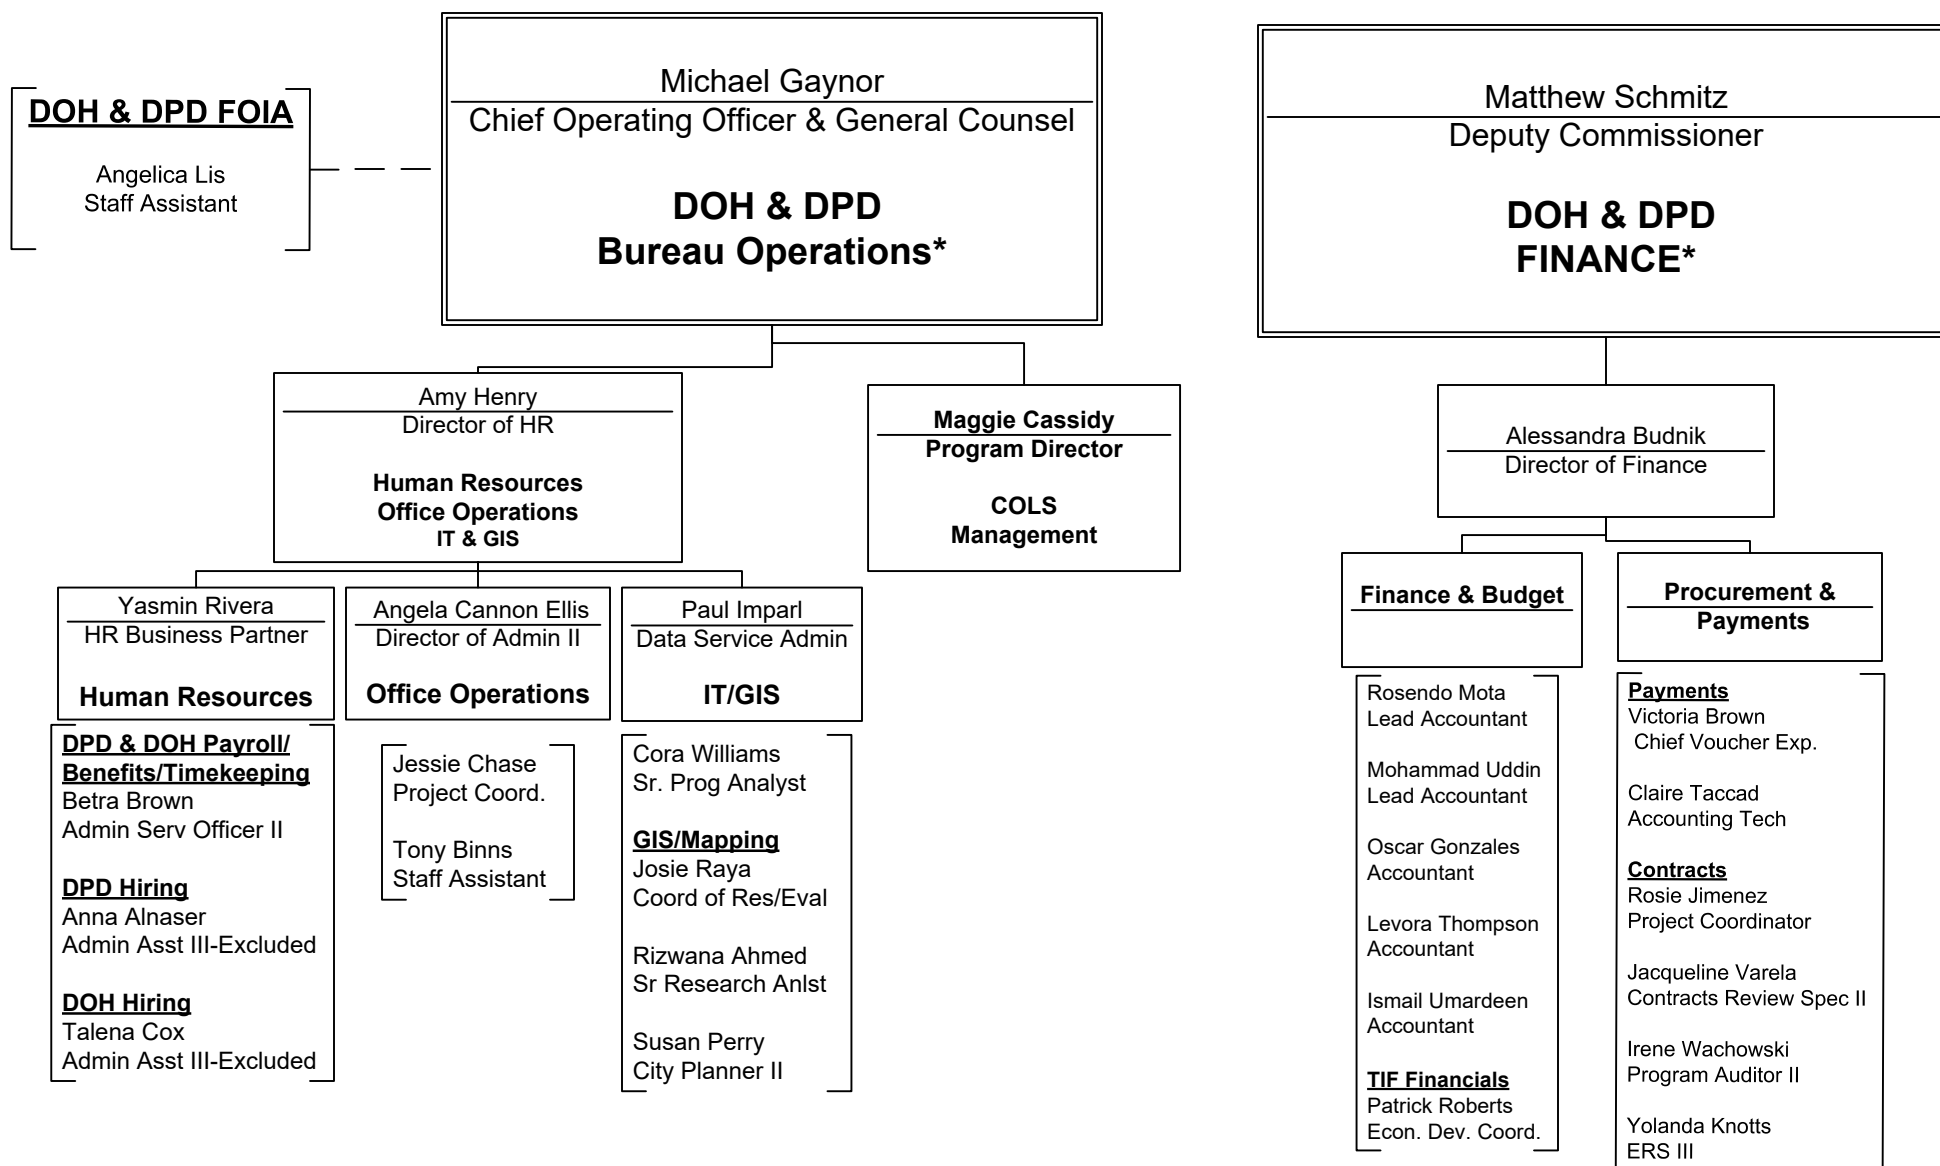 DOH & DPD FOIA
Angelica Lis
Staff Assistant
Michael Gaynor
Chief Operating Officer & General Counsel
DOH & DPD
Bureau Operations*
Matthew Schmitz
Deputy Commissioner
DOH & DPD
FINANCE*
Amy Henry
Director of HR
Human Resources
Office Operations
IT & GIS
Maggie Cassidy
Program Director
COLS
Management
Alessandra Budnik
Director of Finance
Yasmin Rivera
HR Business Partner
Human Resources
Angela Cannon Ellis
Director of Admin II
Office Operations
Paul Imparl
Data Service Admin
IT/GIS
Finance & Budget
Procurement &
Payments
DPD & DOH Payroll/
Benefits/Timekeeping
Betra Brown
Admin Serv Officer II
DPD Hiring
Anna Alnaser
Admin Asst III-Excluded
DOH Hiring
Talena Cox
Admin Asst III-Excluded
Jessie Chase
Project Coord.
Tony Binns
Staff Assistant
Cora Williams
Sr. Prog Analyst
GIS/Mapping
Josie Raya
Coord of Res/Eval
Rizwana Ahmed
Sr Research Anlst
Susan Perry
City Planner II
Rosendo Mota
Lead Accountant
Mohammad Uddin
Lead Accountant
Oscar Gonzales
Accountant
Levora Thompson
Accountant
Ismail Umardeen
Accountant
TIF Financials
Patrick Roberts
Econ. Dev. Coord.
Payments
Victoria Brown
Chief Voucher Exp.
Claire Taccad
Accounting Tech
Contracts
Rosie Jimenez
Project Coordinator
Jacqueline Varela
Contracts Review Spec II
Irene Wachowski
Program Auditor II
Yolanda Knotts
ERS III